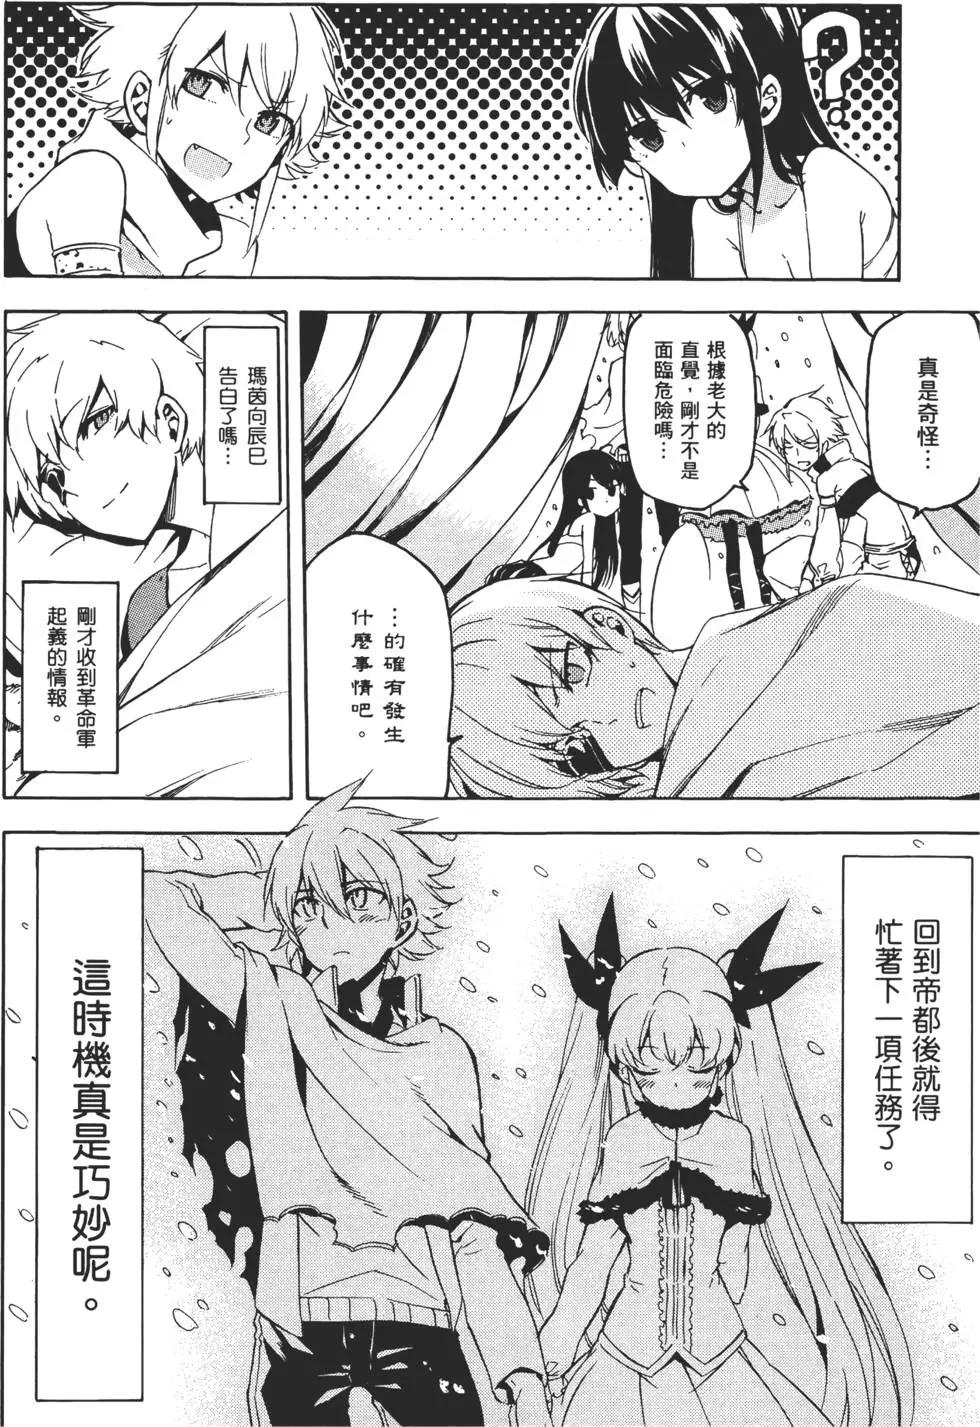 ?
真是奇怪…
根據老大的
直覺，剛才不是
面臨危險嗎…
…的確有發生
什麼事情吧。
瑪茵向辰巳
告白了嗎…
剛才收到革命軍
起義的情報。
回到帝都後就得
忙著下一項任務了。
這時機真是巧妙呢。